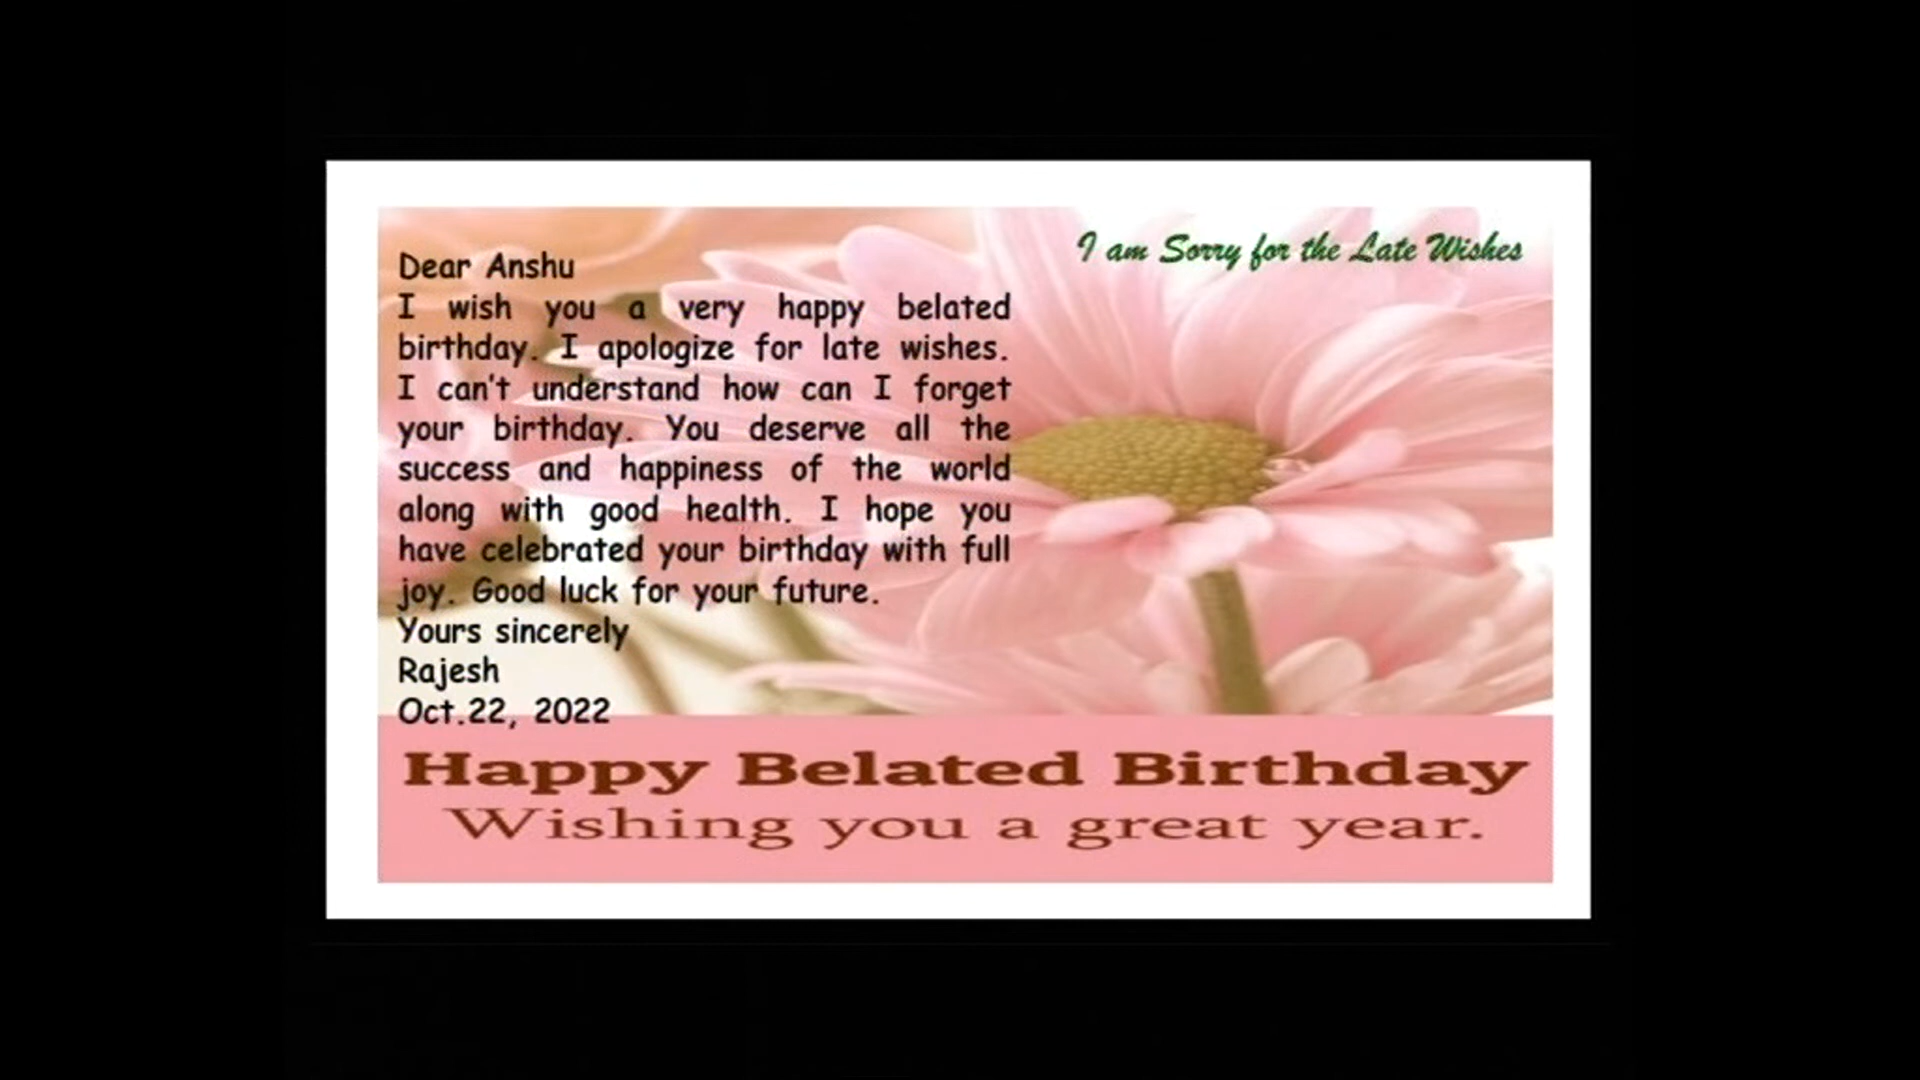 I am Sorry for the Late Wishes
Dear Anshu
I wish you a very happy belated
birthday. I apologize for late wishes.
I can't understand how can I forget
your birthday. You deserve all the
success and happiness of the world
along with good health. I hope you
have celebrated your birthday with full
joy. Good luck for your future.
Yours sincerely
Rajesh
Oct.22, 2022
Happy Belated Birthday
Wishing you a great year.